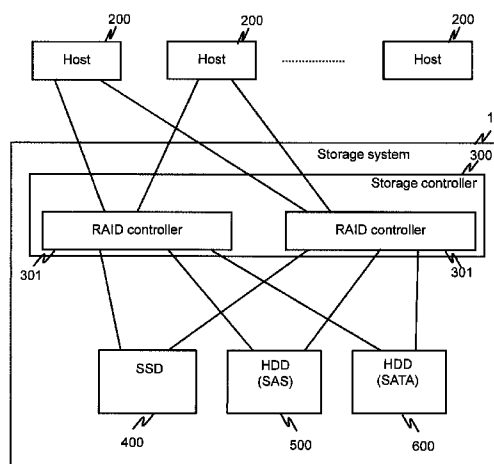 200
200
200
Host
Host
Host
1
Storage system
300
Storage controller
RAID controller
RAID controller
301
301
SSD
HDD
(SAS)
HDD
(SATA)
400
500
600